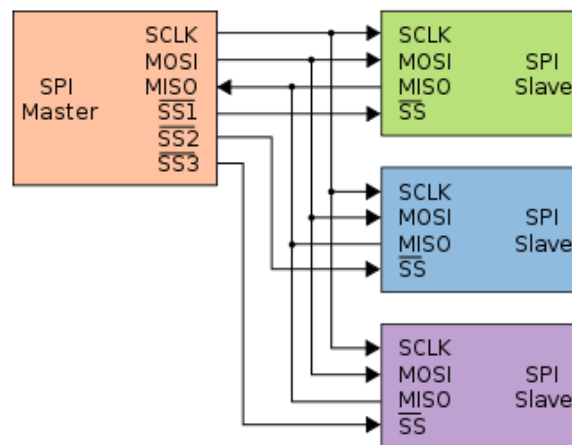 SCLK
MOSI
MISO
SS1
SS2
SS3
SPI
Master
SCLK
MOSI
MISO
SS
SPI
Slave
SCLK
MOSI
MISO
SS
SPI
Slave
SCLK
MOSI
MISO
SS
SPI
Slave